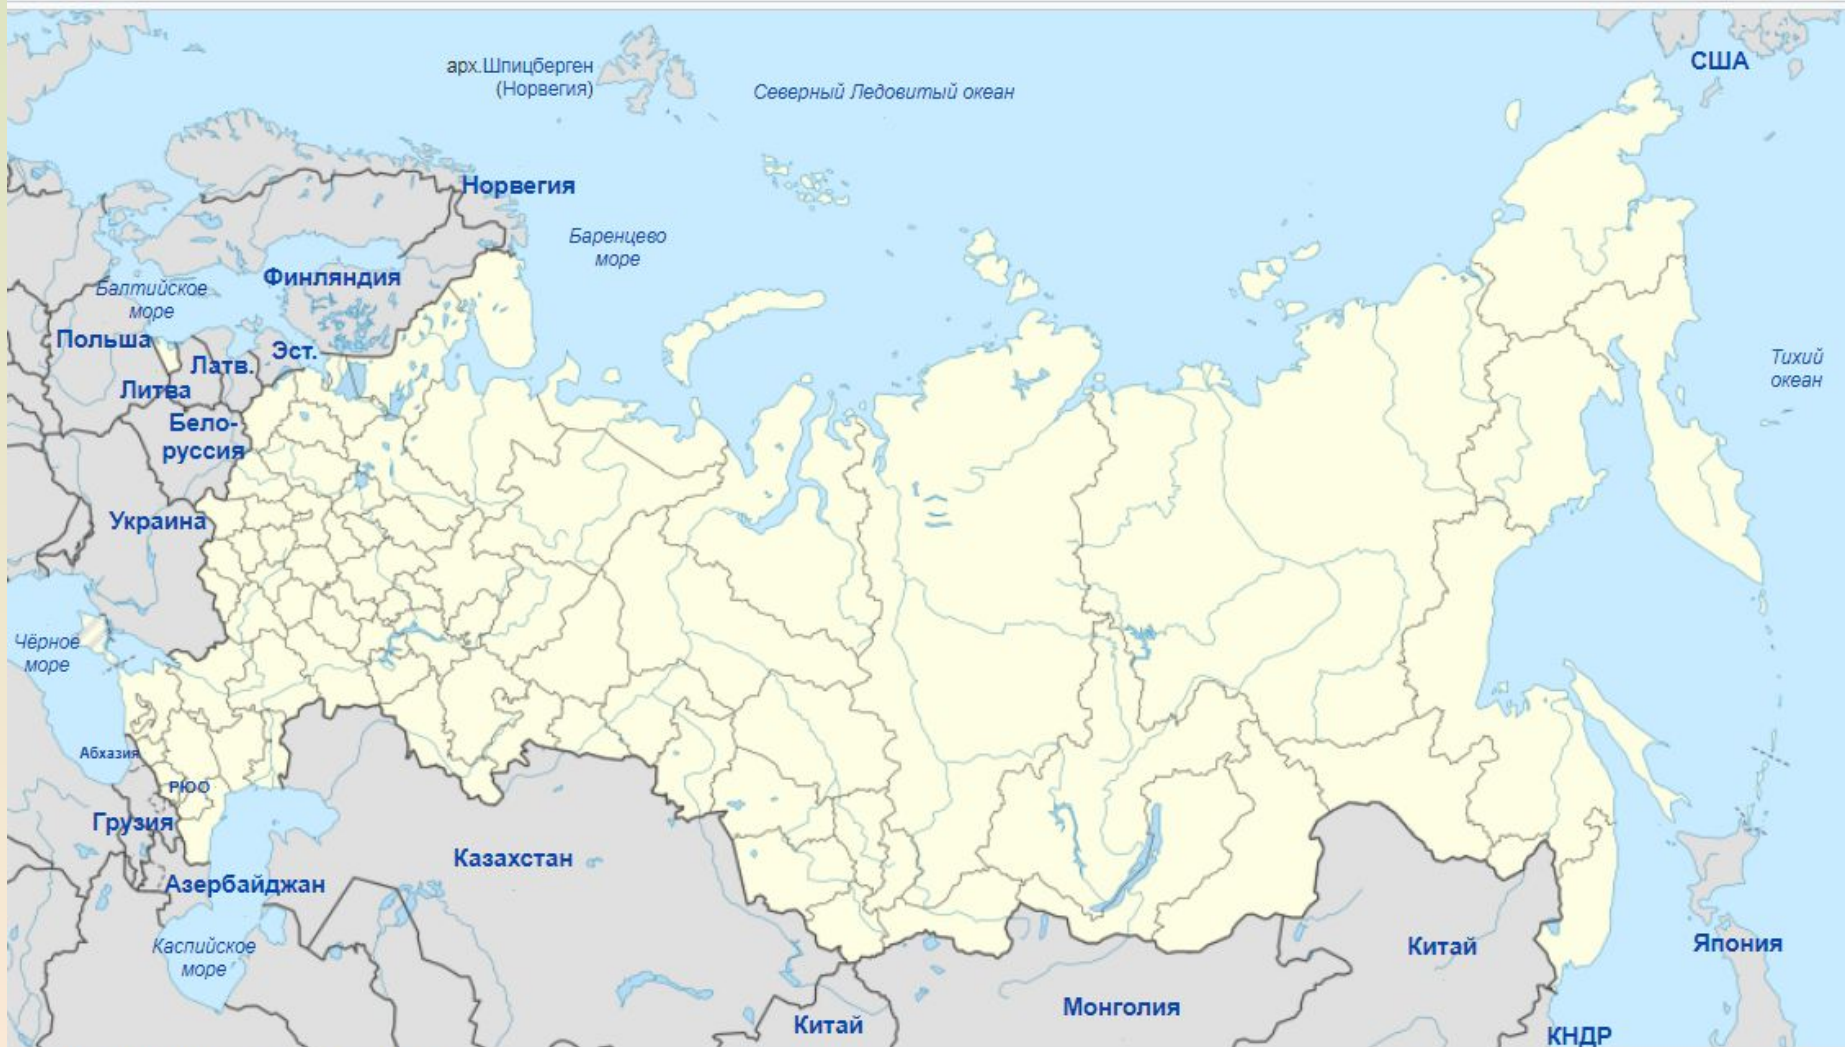 США
арх.Шпицберген
(Норвегия)
Северный Ледовитый океан
Норвегия
Баренцево
море
Финляндия
Балтийское
море
Польша
Эст.
Латв.
Литва
Тихий
океан
Бело-
руссия
Украина
Чёрное
море
Абхазия
РЮО
Грузия
Казахстан
Азербайджан
Каспийское
море
Китай
Япония
Монголия
Китай
КНДР